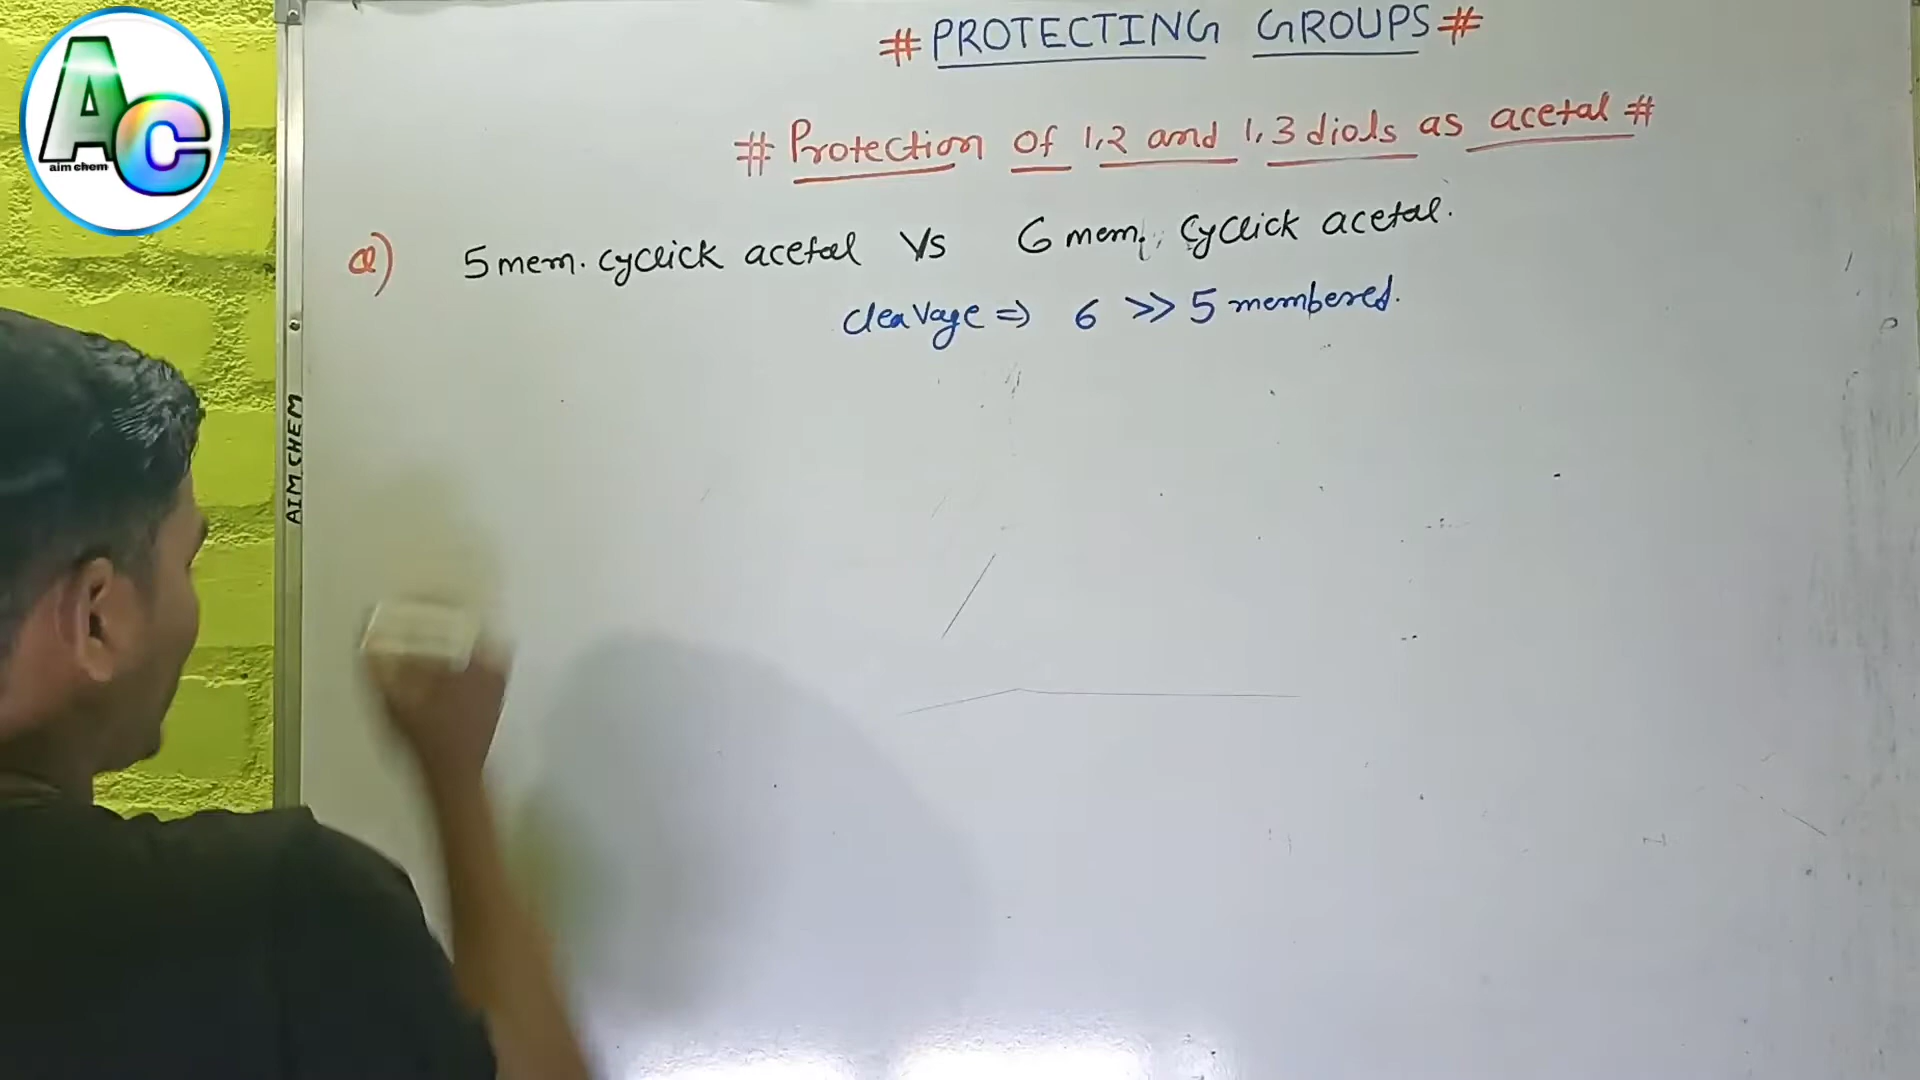 AC
aim chem
AIM CHEM
# PROTECTING GROUPS #
# Protection of 1,2 and 1,3 diols as acetal #
a) 5 mem. cyclick acetal Vs 6 mem. cyclick acetal.
cleavage ⇒ 6 >> 5 membered.